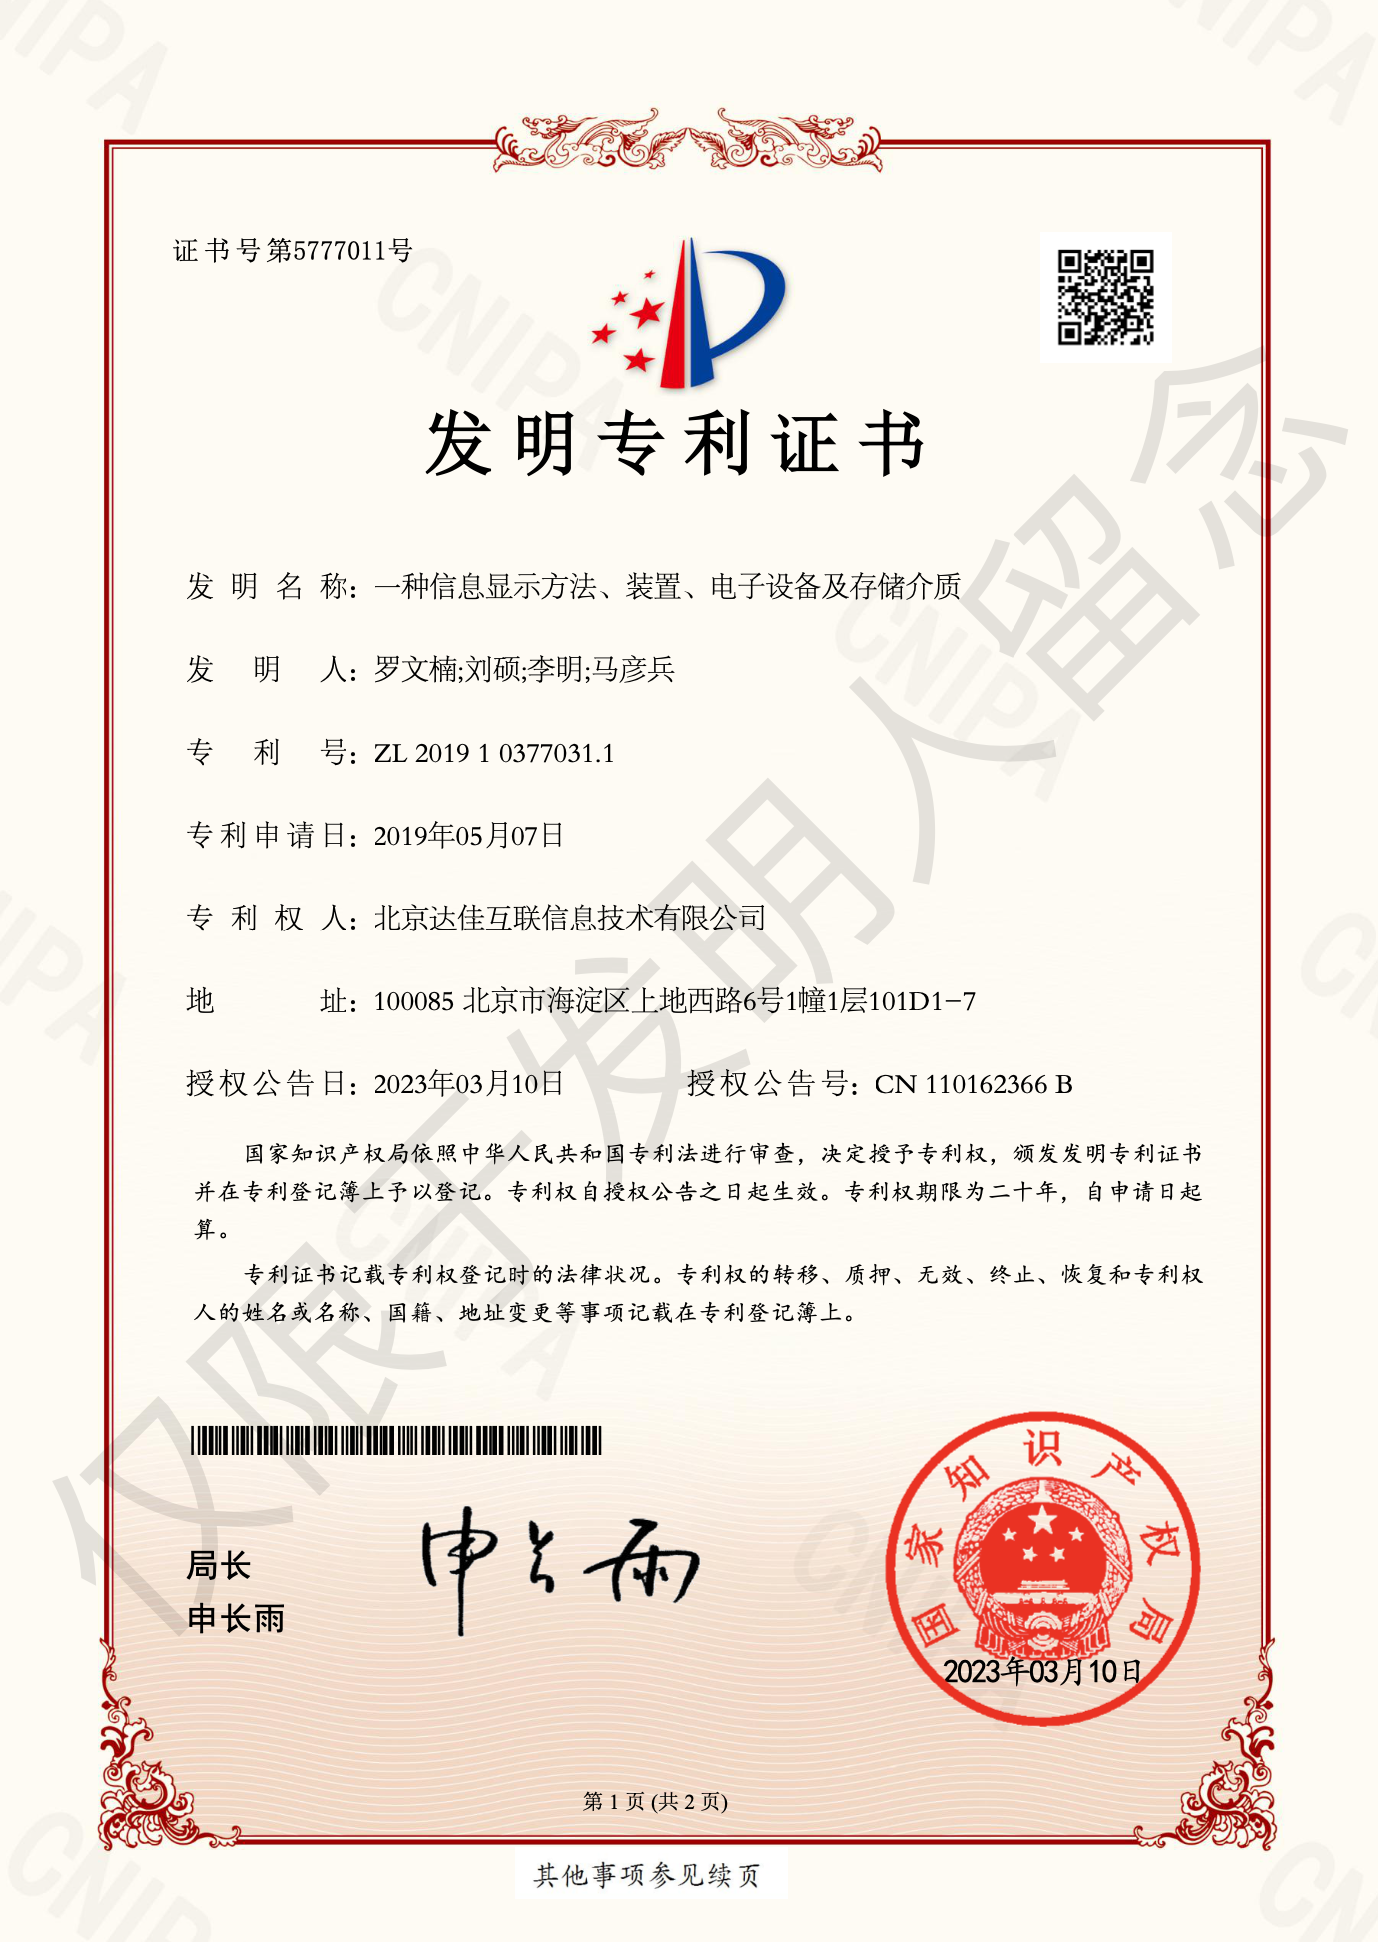 证书号第5777011号
发明专利证书
发明名称：一种信息显示方法、装置、电子设备及存储介质
发明人：罗文楠;刘硕;李明;马彦兵
专利号：ZL 2019 1 0377031.1
专利申请日：2019年05月07日
专利权人：北京达佳互联信息技术有限公司
地址：100085 北京市海淀区上地西路6号1幢1层101D1-7
授权公告日：2023年03月10日 授权公告号：CN 110162366 B
国家知识产权局依照中华人民共和国专利法进行审查，决定授予专利权，颁发发明专利证书
并在专利登记簿上予以登记。专利权自授权公告之日起生效。专利权期限为二十年，自申请日起
算。
专利证书记载专利权登记时的法律状况。专利权的转移、质押、无效、终止、恢复和专利权
人的姓名或名称、国籍、地址变更等事项记载在专利登记簿上。
局长
申长雨
申长雨
国家知识产权局
2023年03月10日
第 1 页 (共 2 页)
其他事项参见续页
仅限于发明人留念
CNIPA
CNIPA
CNIPA
CNIPA
CNIPA
CNIPA
CNIPA
CNIPA